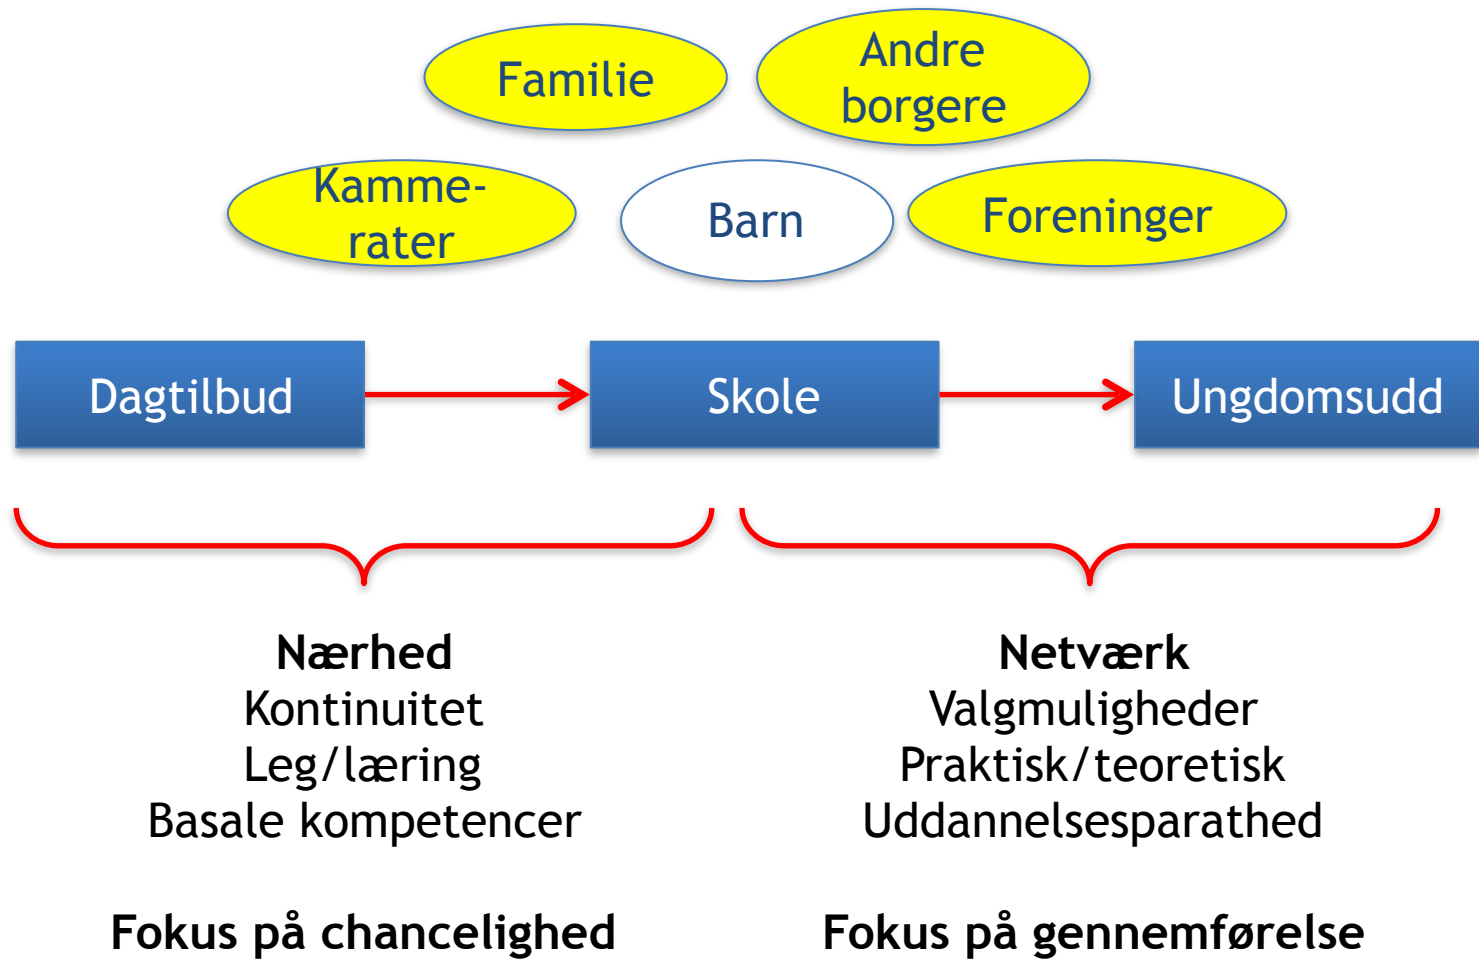 Familie
Andre
borgere
Kamme-
rater
Barn
Foreninger
Dagtilbud
Skole
Ungdomsudd
Nærhed
Kontinuitet
Leg/læring
Basale kompetencer
Fokus på chancelighed
Netværk
Valgmuligheder
Praktisk/teoretisk
Uddannelsesparathed
Fokus på gennemførelse